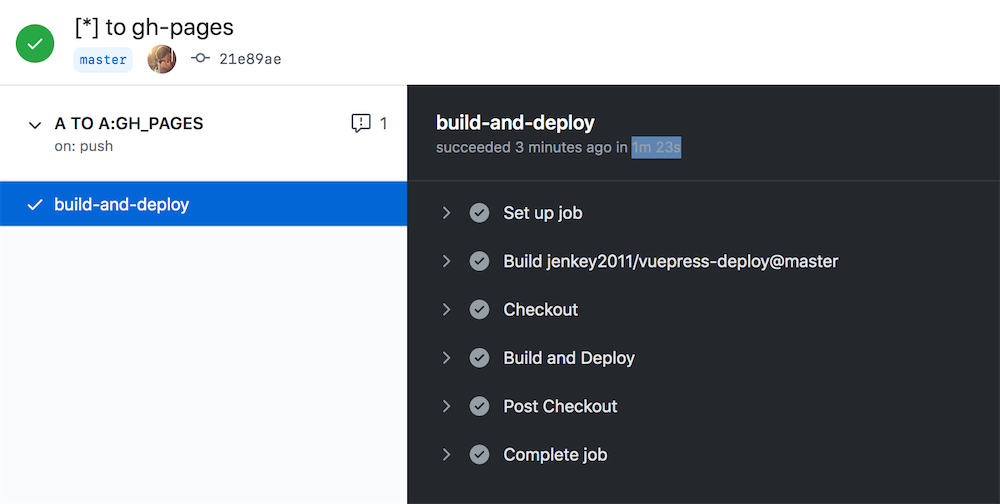 [*] to gh-pages
master 21e89ae
A TO A:GH_PAGES 1
on: push
build-and-deploy
build-and-deploy
succeeded 3 minutes ago in 1m 23s
Set up job
Build jenkey2011/vuepress-deploy@master
Checkout
Build and Deploy
Post Checkout
Complete job